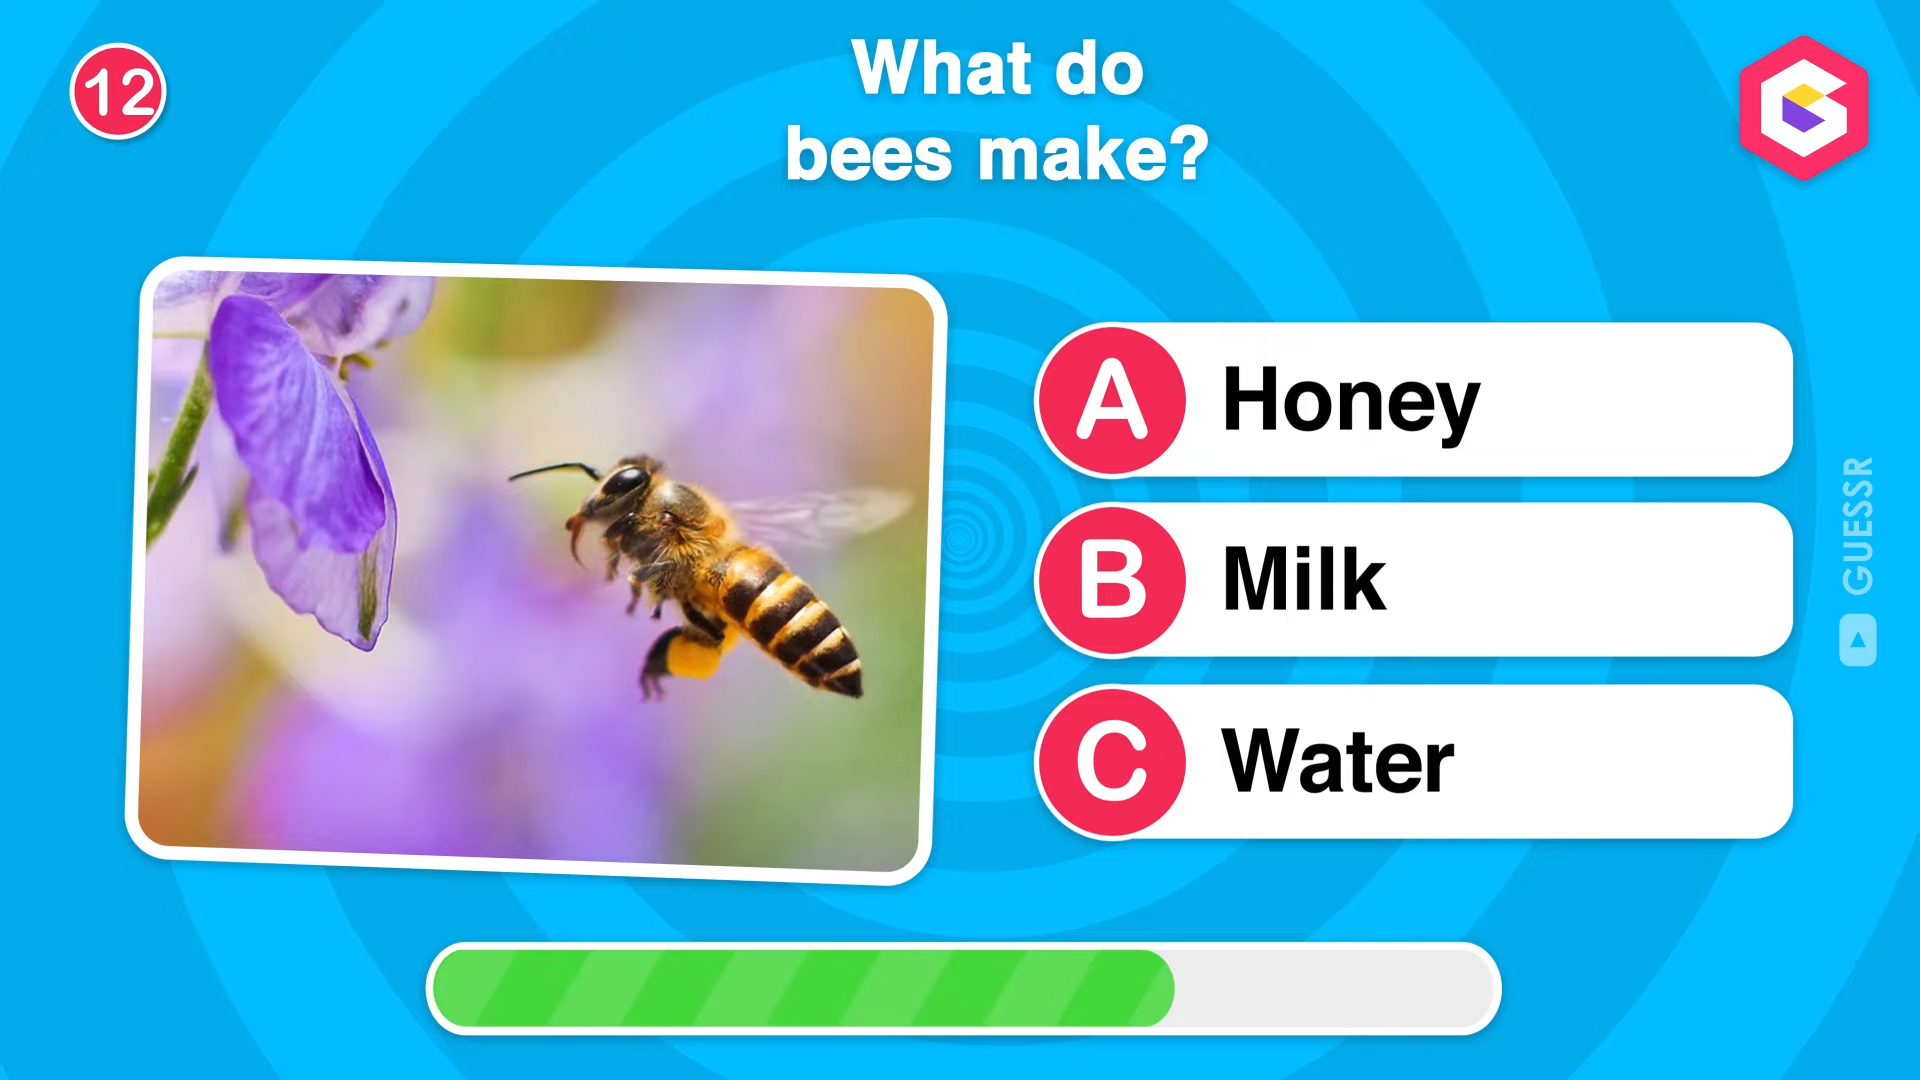 12
What do
bees make?
A Honey
B Milk
C Water
GUESSR